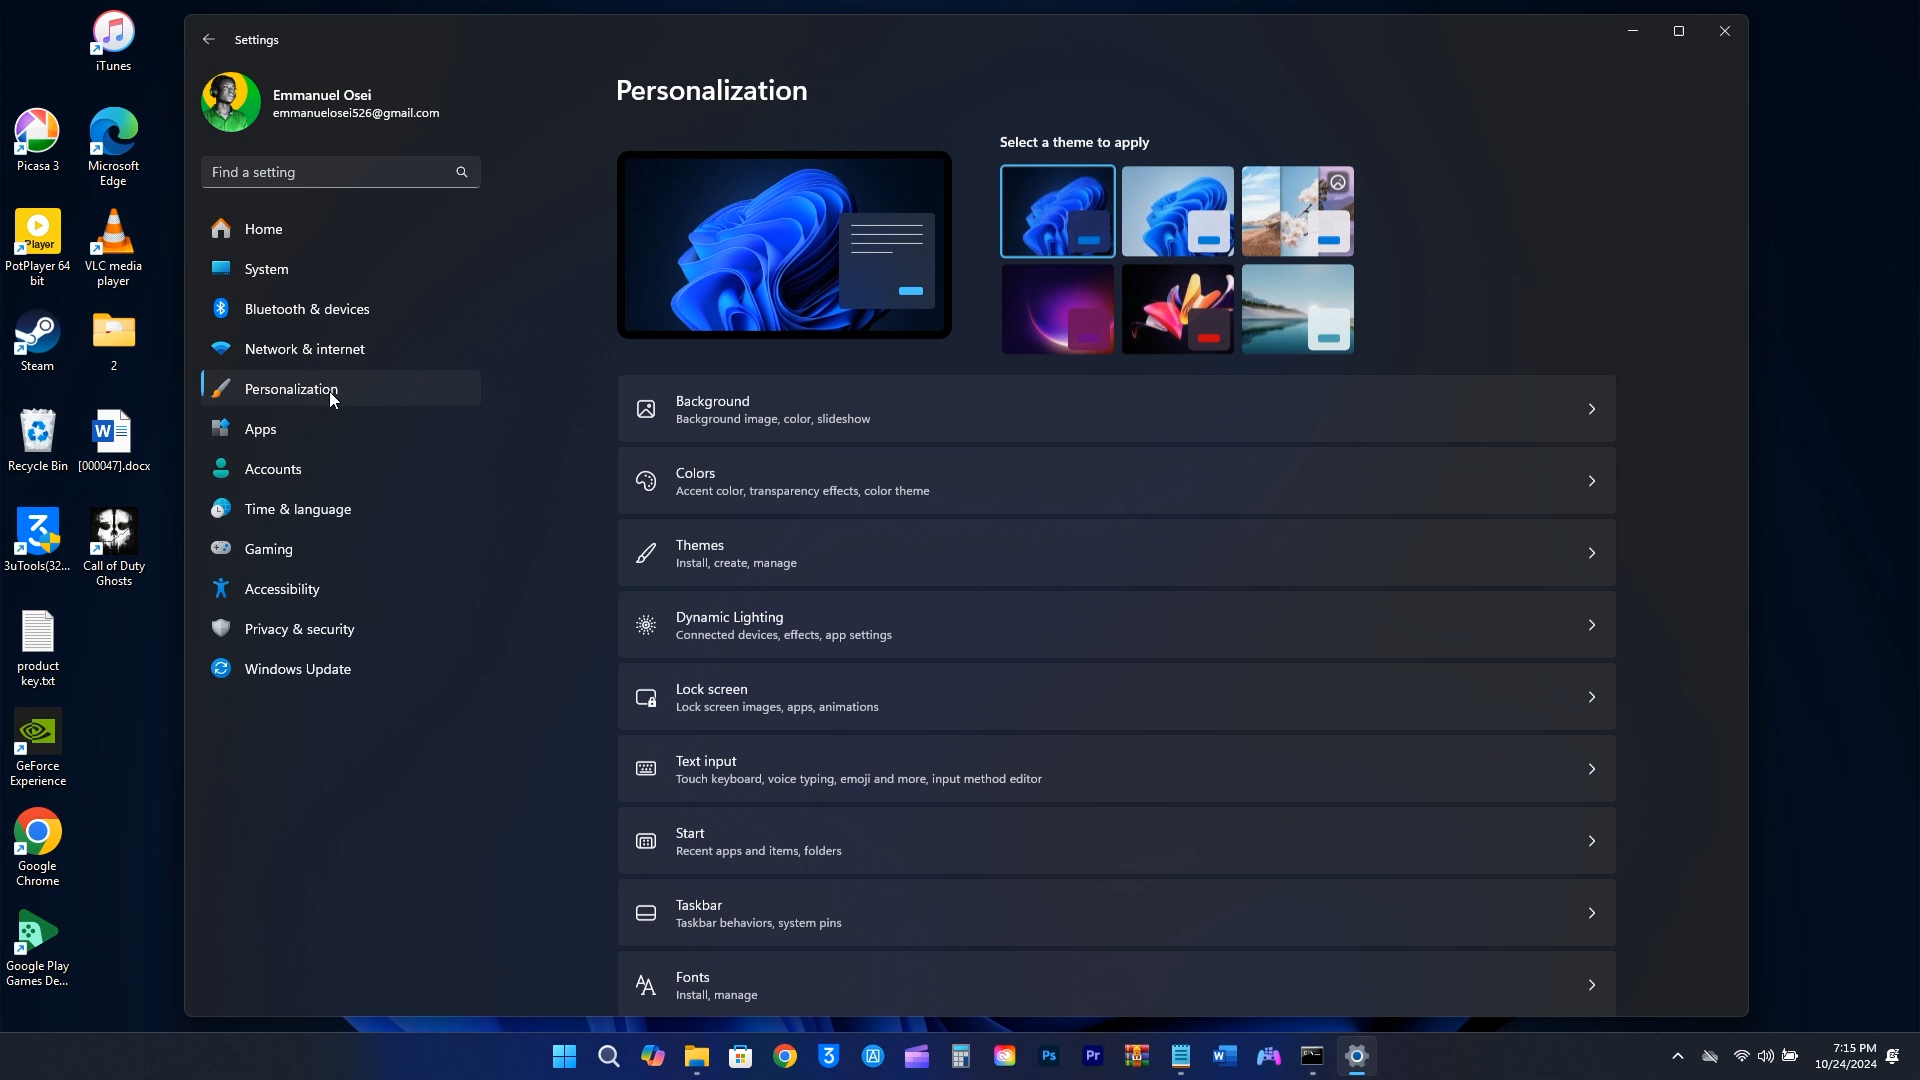 iTunes
Picasa 3
Microsoft
Edge
Player
PotPlayer 64
bit
VLC media
player
Steam
2
Recycle Bin
[000047].docx
3uTools(32...
Call of Duty
Ghosts
product
key.txt
GeForce
Experience
Google
Chrome
Google Play
Games De...
Settings
Emmanuel Osei
emmanuelosei526@gmail.com
Find a setting
Home
System
Bluetooth & devices
Network & internet
Personalization
Apps
Accounts
Time & language
Gaming
Accessibility
Privacy & security
Windows Update
Personalization
Select a theme to apply
Background
Background image, color, slideshow
Colors
Accent color, transparency effects, color theme
Themes
Install, create, manage
Dynamic Lighting
Connected devices, effects, app settings
Lock screen
Lock screen images, apps, animations
Text input
Touch keyboard, voice typing, emoji and more, input method editor
Start
Recent apps and items, folders
Taskbar
Taskbar behaviors, system pins
Fonts
Install, manage
Ps
Pr
7:15 PM
10/24/2024